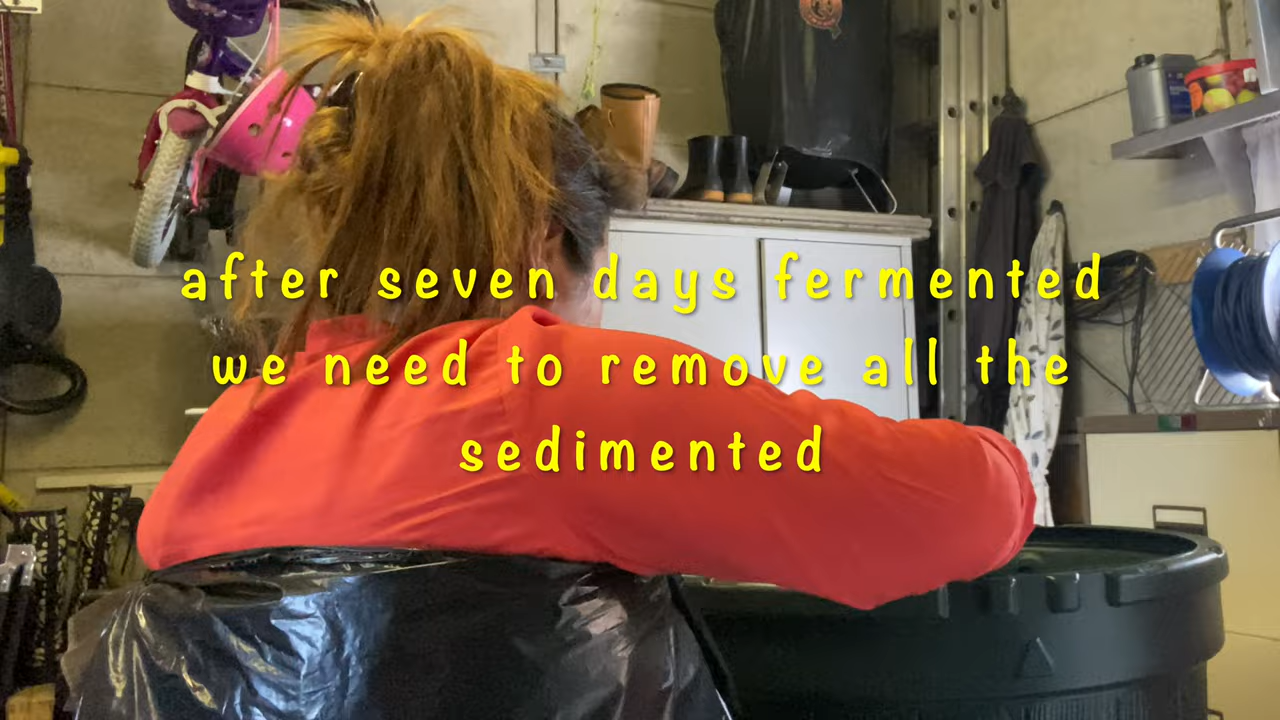 after seven days fermented
we need to remove all the
sedimented